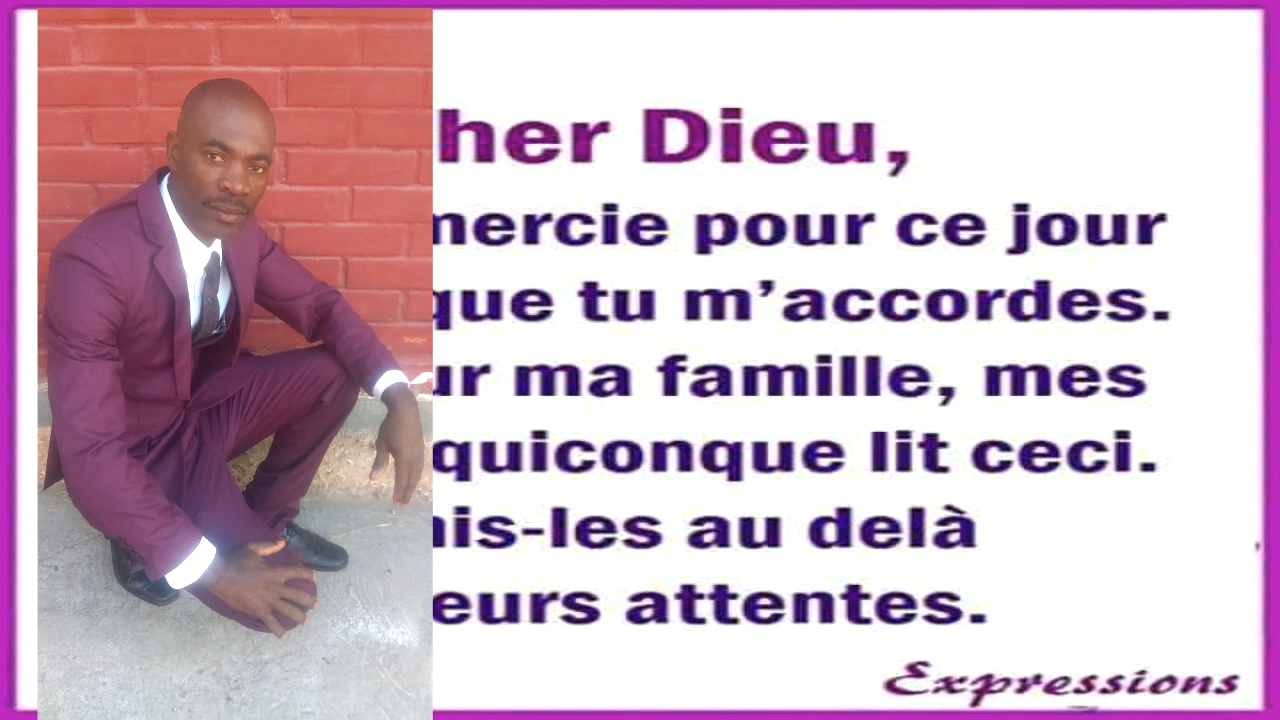 her Dieu,
mercie pour ce jour
que tu m’accordes.
ur ma famille, mes
quiconque lit ceci.
nis-les au delà
eurs attentes.
Expressions